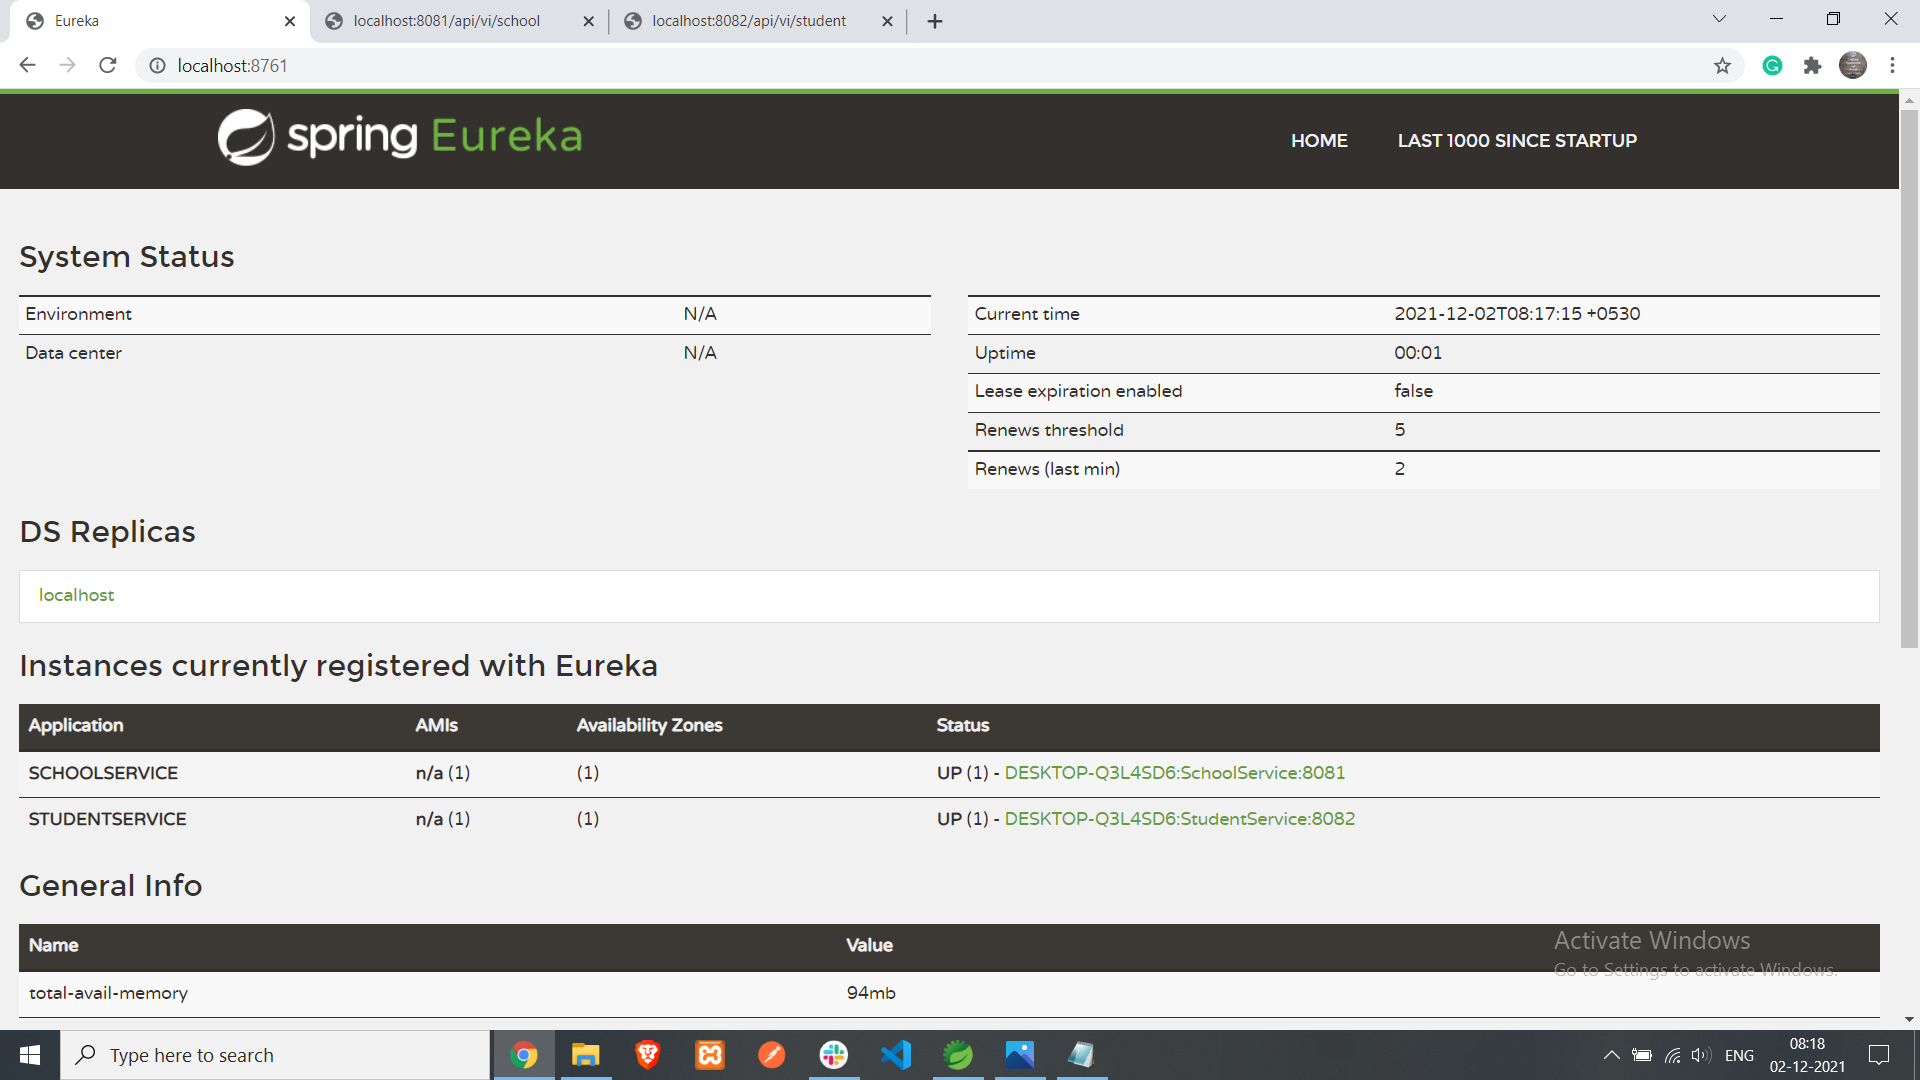 Eureka
localhost:8081/api/vi/school
localhost:8082/api/vi/student
localhost:8761
spring Eureka
HOME
LAST 1000 SINCE STARTUP
System Status
Environment N/A
Data center N/A
Current time 2021-12-02T08:17:15 +0530
Uptime 00:01
Lease expiration enabled false
Renews threshold 5
Renews (last min) 2
DS Replicas
localhost
Instances currently registered with Eureka
Application AMIs Availability Zones Status
SCHOOLSERVICE n/a (1) (1) UP (1) - DESKTOP-Q3L4SD6:SchoolService:8081
STUDENTSERVICE n/a (1) (1) UP (1) - DESKTOP-Q3L4SD6:StudentService:8082
General Info
Name Value
total-avail-memory 94mb
Activate Windows
Go to Settings to activate Windows.
Type here to search
ENG
08:18
02-12-2021